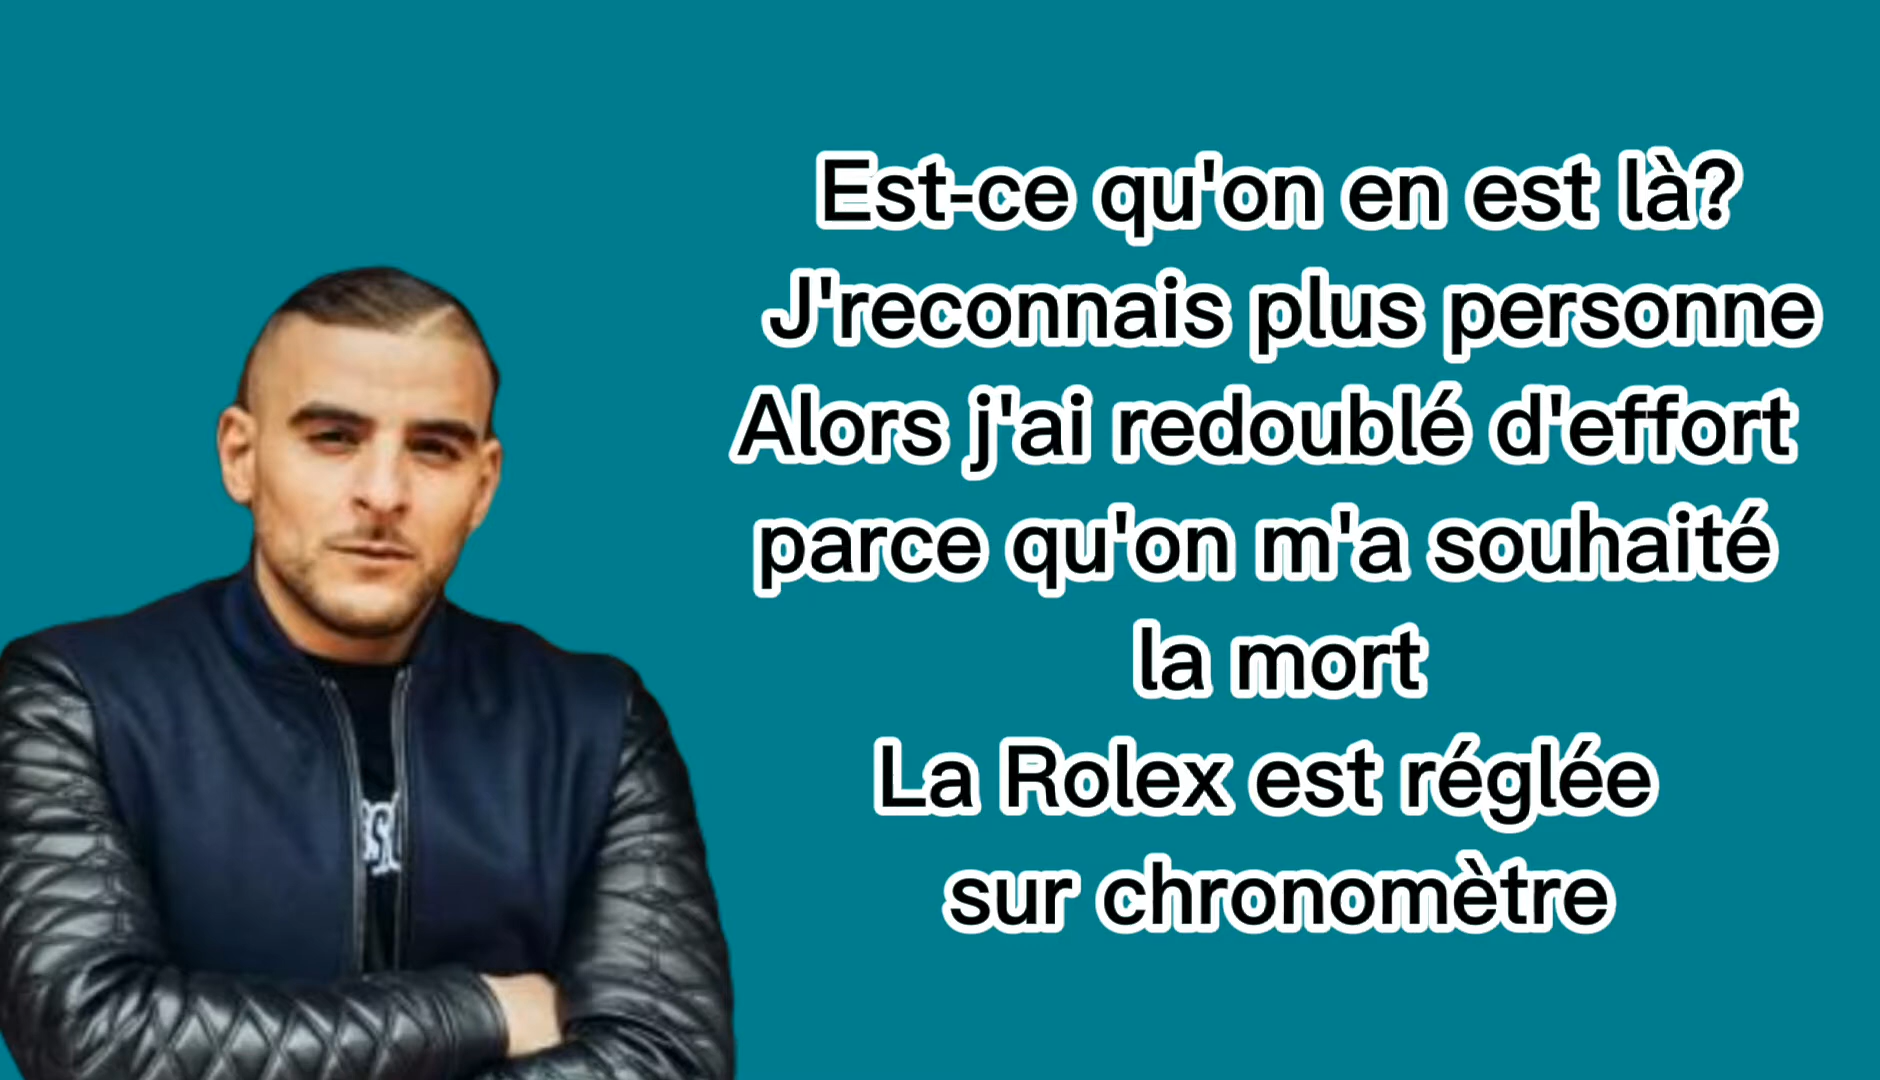 Est-ce qu'on en est là?
J'reconnais plus personne
Alors j'ai redoublé d'effort
parce qu'on m'a souhaité
la mort
La Rolex est réglée
sur chronomètre